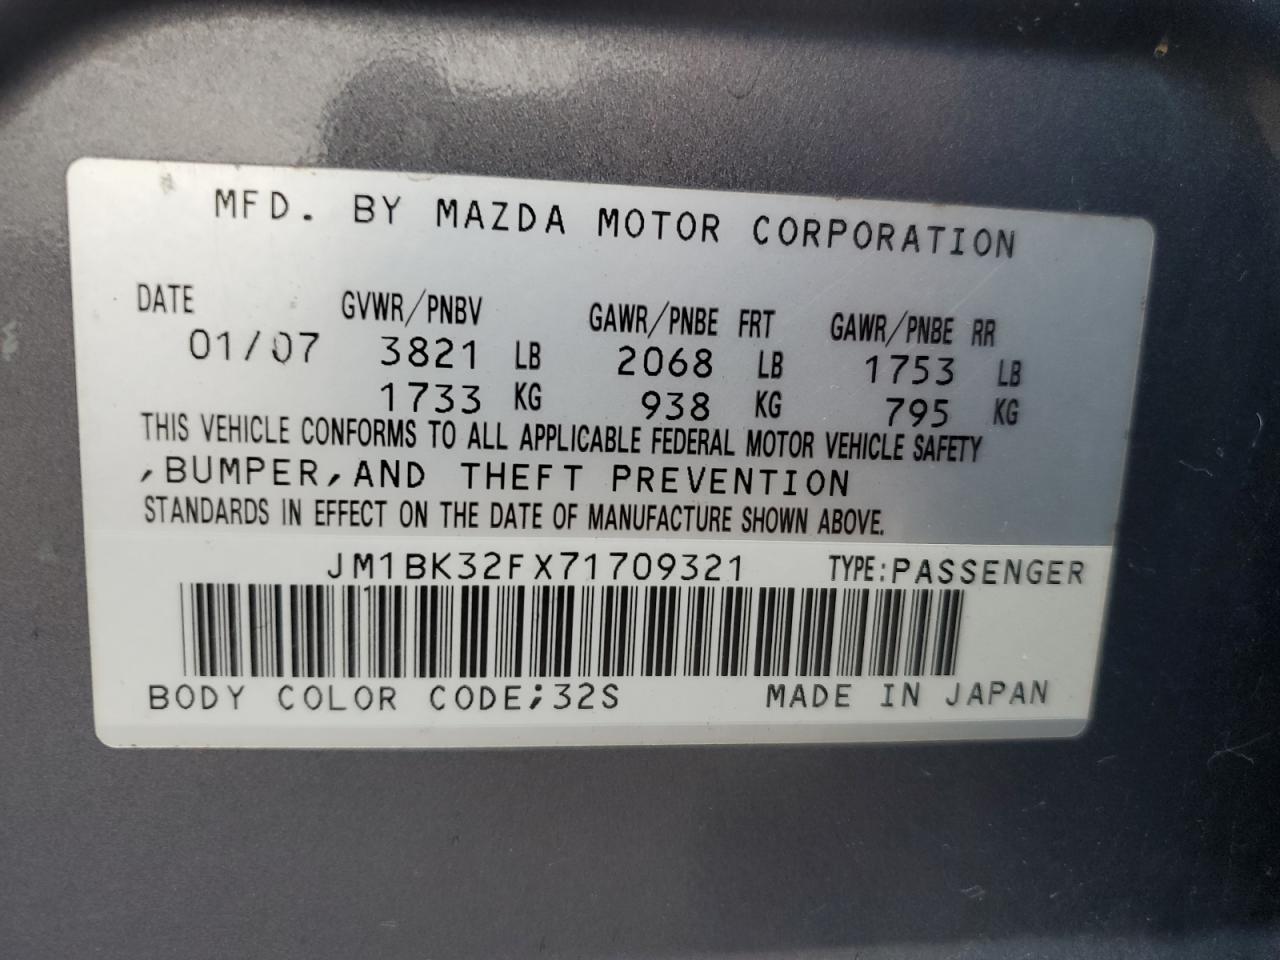 MFD. BY MAZDA MOTOR CORPORATION
DATE GVWR/PNBV GAWR/PNBE FRT GAWR/PNBE RR
01/07 3821 LB 2068 LB 1753 LB
1733 KG 938 KG 795 KG
THIS VEHICLE CONFORMS TO ALL APPLICABLE FEDERAL MOTOR VEHICLE SAFETY
,BUMPER,AND THEFT PREVENTION
STANDARDS IN EFFECT ON THE DATE OF MANUFACTURE SHOWN ABOVE.
JM1BK32FX71709321 TYPE:PASSENGER
BODY COLOR CODE;32S MADE IN JAPAN